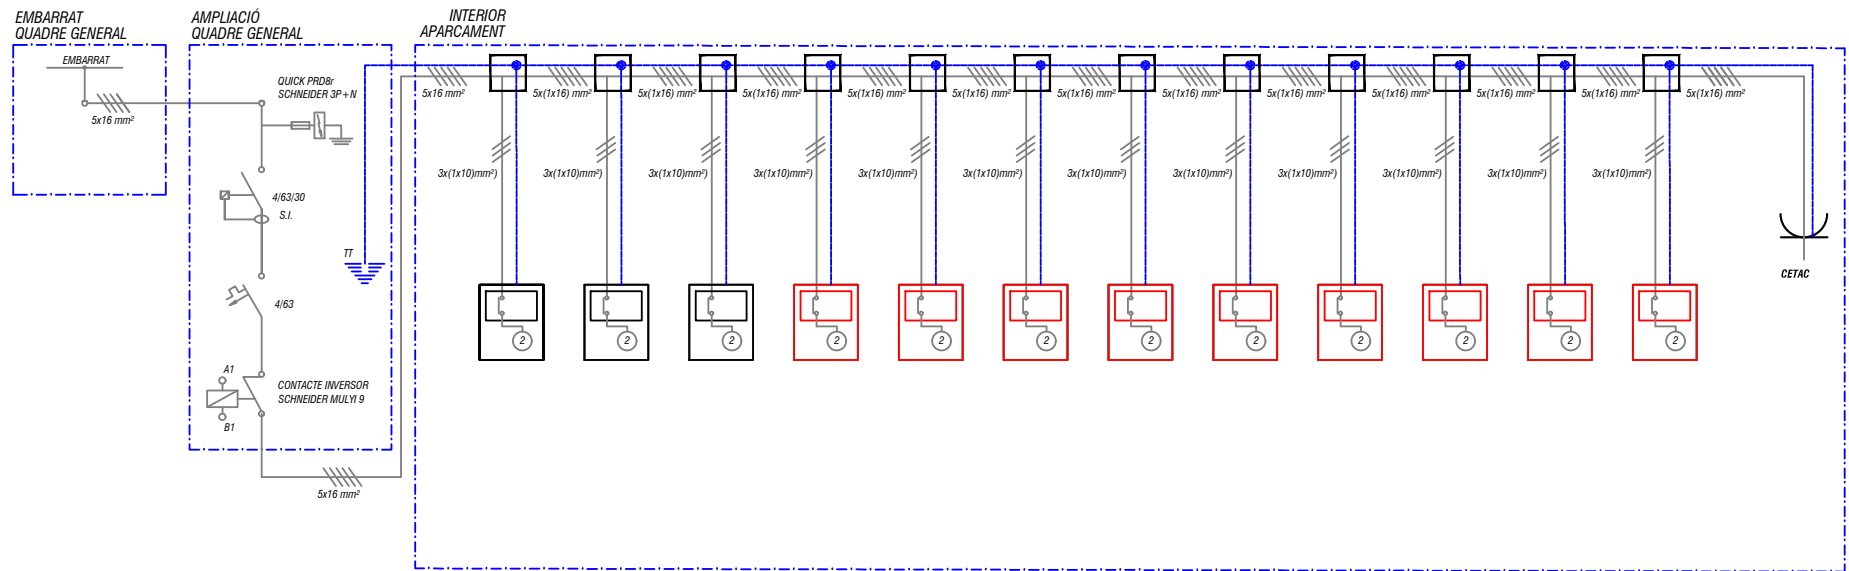 EMBARRAT
QUADRE GENERAL
EMBARRAT
5x16 mm²
AMPLIACIÓ
QUADRE GENERAL
QUICK PRD8r
SCHNEIDER 3P+N
4/63/30
S.I.
TT
4/63
A1
CONTACTE INVERSOR
SCHNEIDER MULYI 9
B1
5x16 mm²
INTERIOR
APARCAMENT
5x16 mm²
5x(1x16) mm²
5x(1x16) mm²
5x(1x16) mm²
5x(1x16) mm²
5x(1x16) mm²
5x(1x16) mm²
5x(1x16) mm²
5x(1x16) mm²
5x(1x16) mm²
5x(1x16) mm²
5x(1x16) mm²
5x(1x16) mm²
3x(1x10)mm²)
3x(1x10)mm²)
3x(1x10)mm²)
3x(1x10)mm²)
3x(1x10)mm²)
3x(1x10)mm²)
3x(1x10)mm²)
3x(1x10)mm²)
3x(1x10)mm²)
3x(1x10)mm²)
3x(1x10)mm²)
3x(1x10)mm²)
CETAC
2
2
2
2
2
2
2
2
2
2
2
2